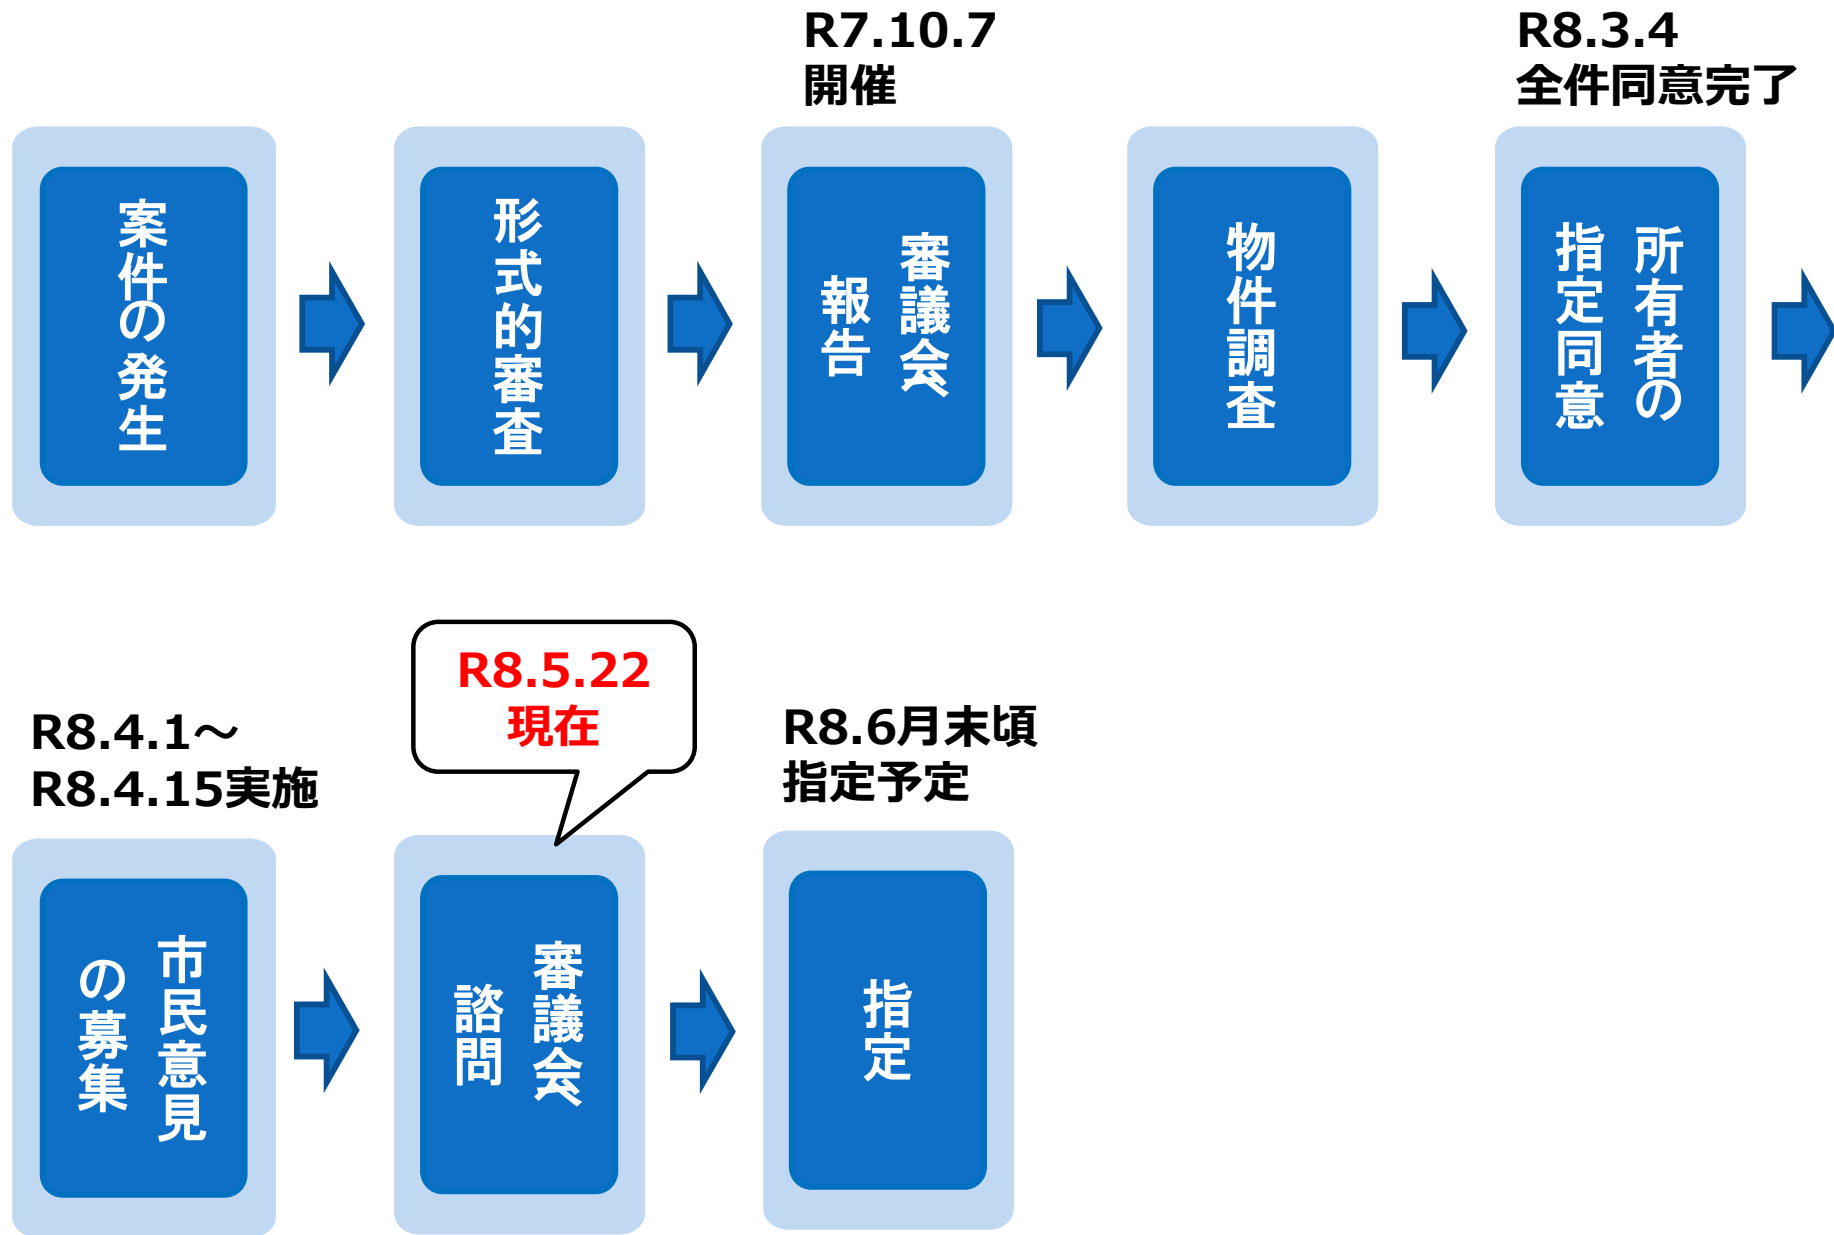 案件の発生
形式的審査
R7.10.7
開催
審議会へ
報告
物件調査
R8.3.4
全件同意完了
所有者の
指定同意
R8.4.1～
R8.4.15実施
市民意見
の募集
R8.5.22
現在
審議会へ
諮問
R8.6月末頃
指定予定
指定